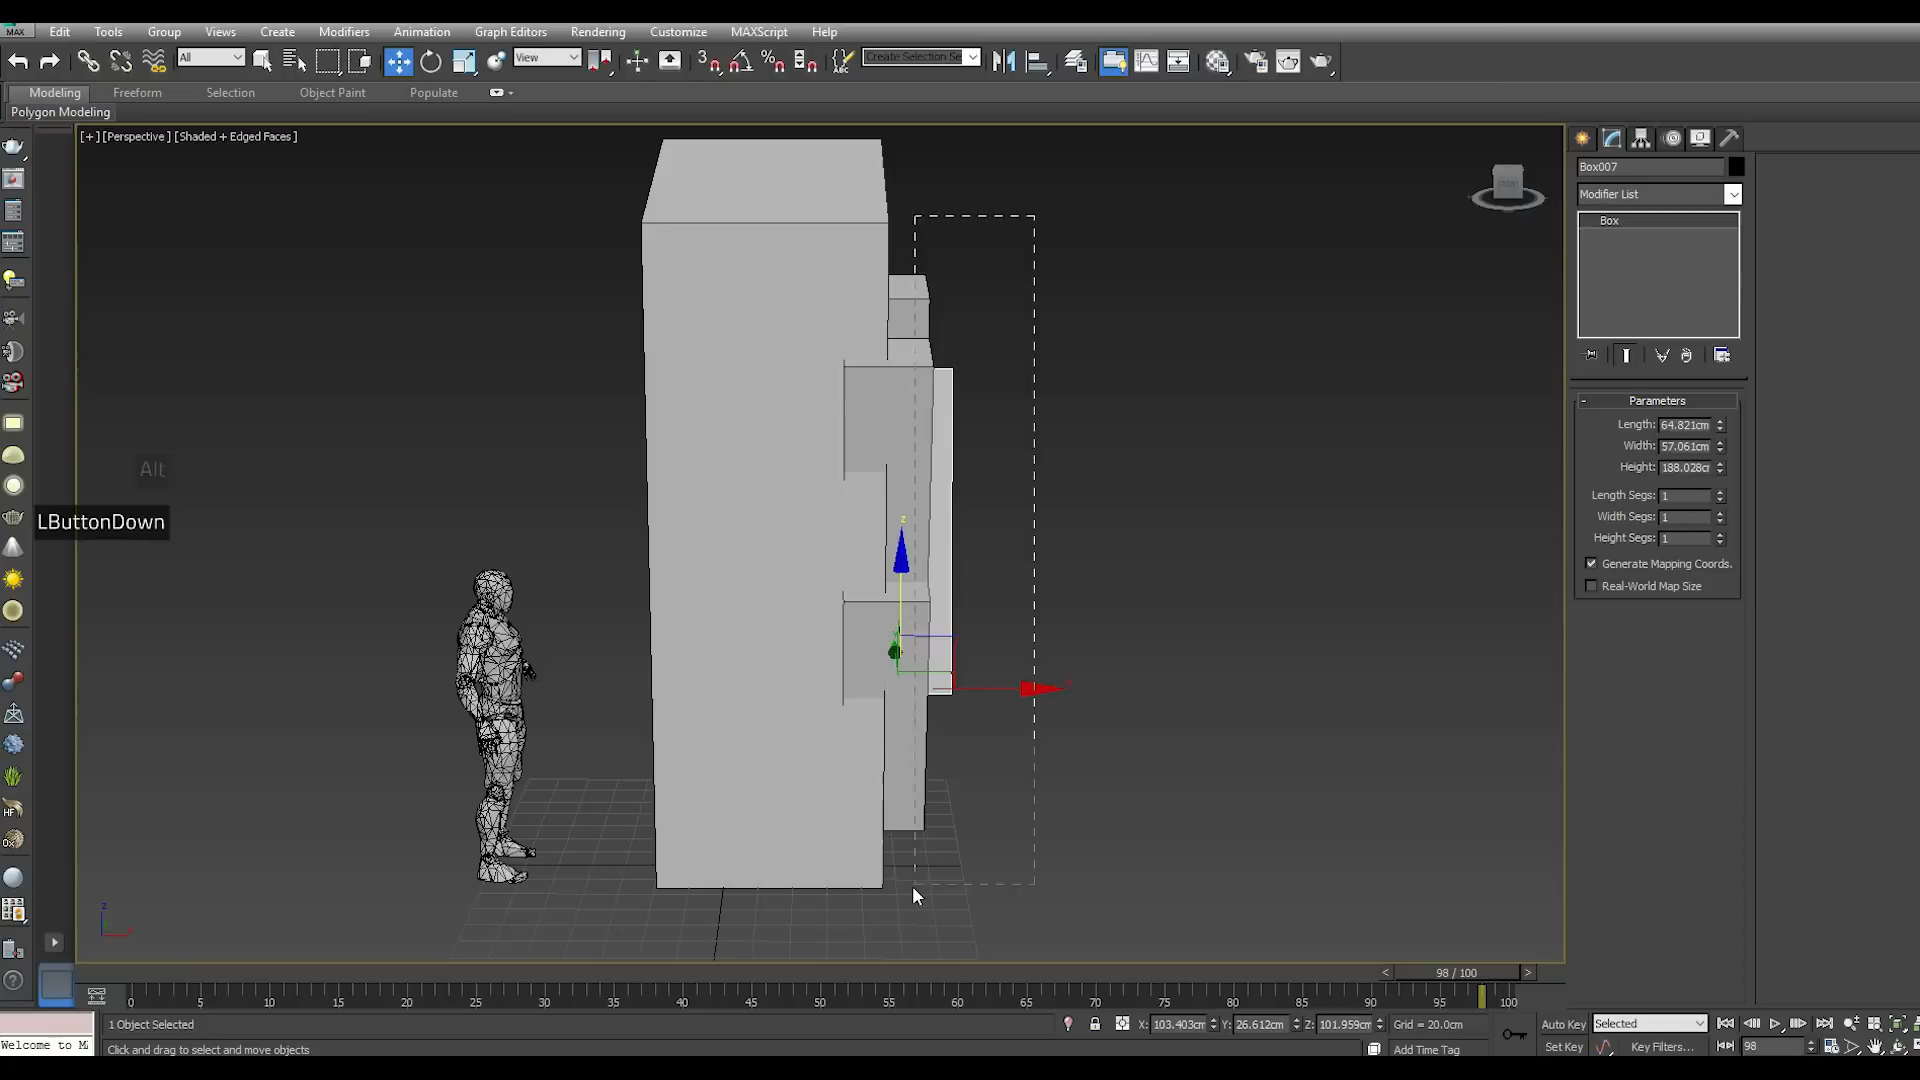 MAX Edit Tools Group Views Create Modifiers Animation Graph Editors Rendering Customize MAXScript Help
All View Create Selection Se
Modeling Freeform Selection Object Paint Populate
Polygon Modeling
[+] [Perspective ] [Shaded + Edged Faces ]
Box007
Modifier List
Box
Parameters
Length: 64.821cm
Width: 57.061cm
Height: 188.028cr
Length Segs: 1
Width Segs: 1
Height Segs: 1
Generate Mapping Coords.
Real-World Map Size
Alt
LButtonDown
z
z
98 / 100
0 5 10 15 20 25 30 35 40 45 50 55 60 65 70 75 80 85 90 95 100
1 Object Selected X: 103.403cm Y: 26.612cm Z: 101.959cm Grid = 20.0cm Auto Key Selected
Welcome to M Click and drag to select and move objects Add Time Tag Set Key Key Filters... 98